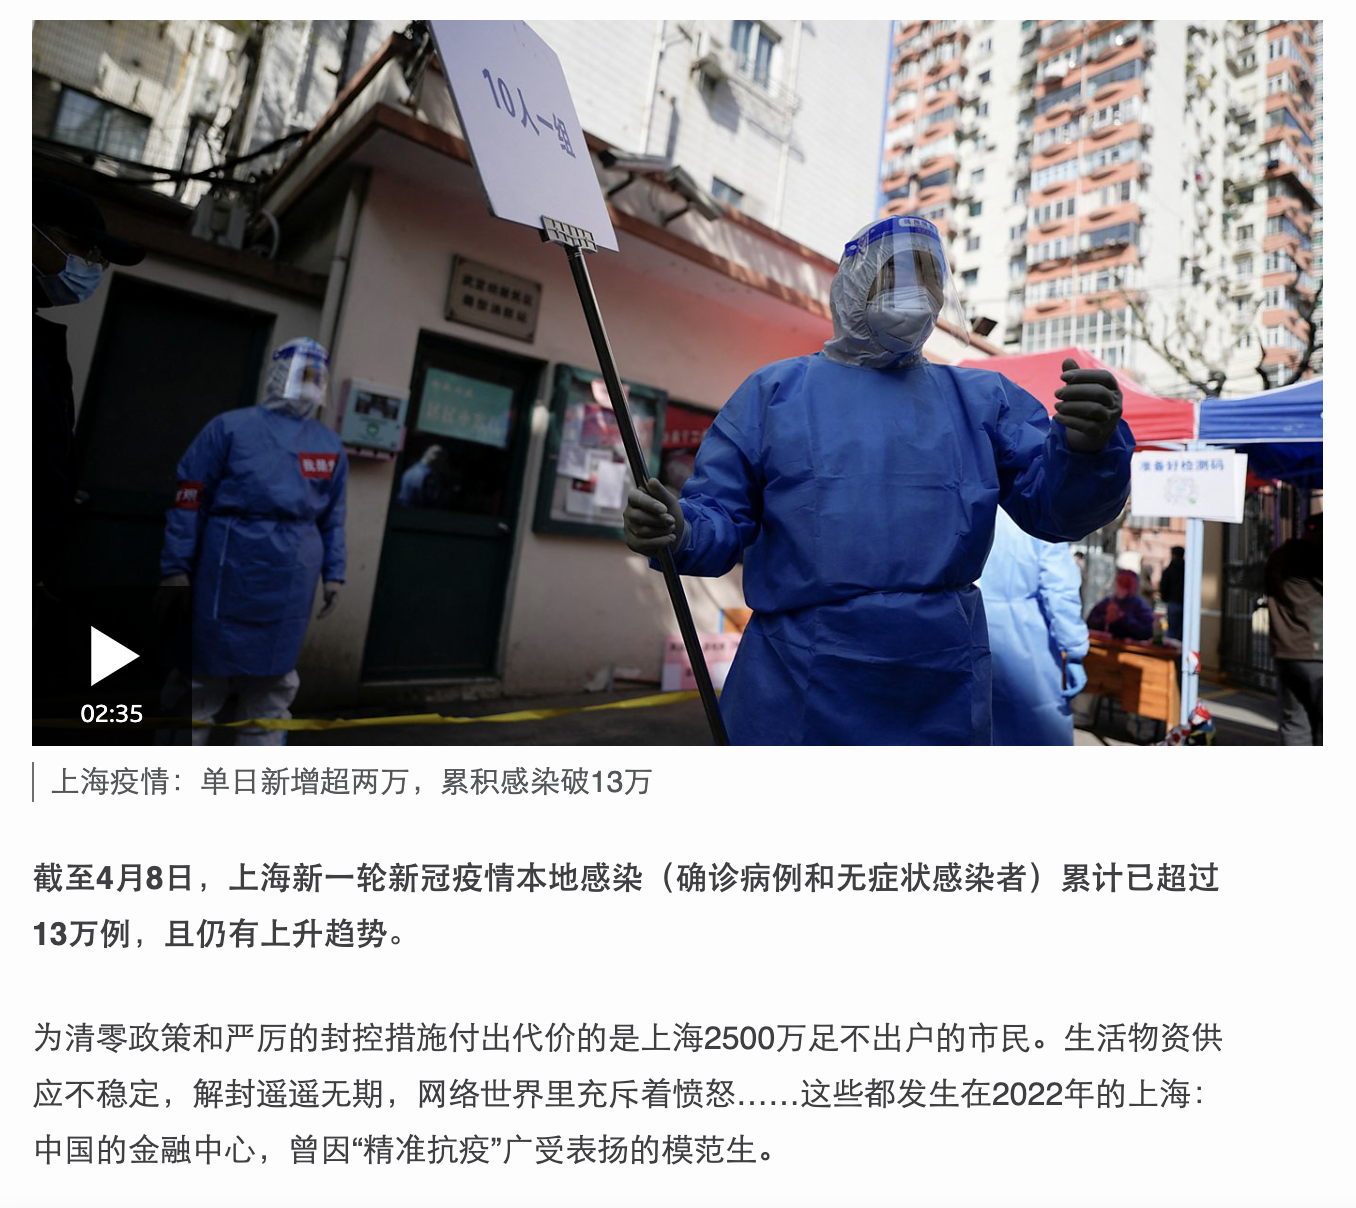 10人一组
准备好检测码
02:35
上海疫情：单日新增超两万，累积感染破13万
截至4月8日，上海新一轮新冠疫情本地感染（确诊病例和无症状感染者）累计已超过
13万例，且仍有上升趋势。
为清零政策和严厉的封控措施付出代价的是上海2500万足不出户的市民。生活物资供
应不稳定，解封遥遥无期，网络世界里充斥着愤怒……这些都发生在2022年的上海：
中国的金融中心，曾因“精准抗疫”广受表扬的模范生。